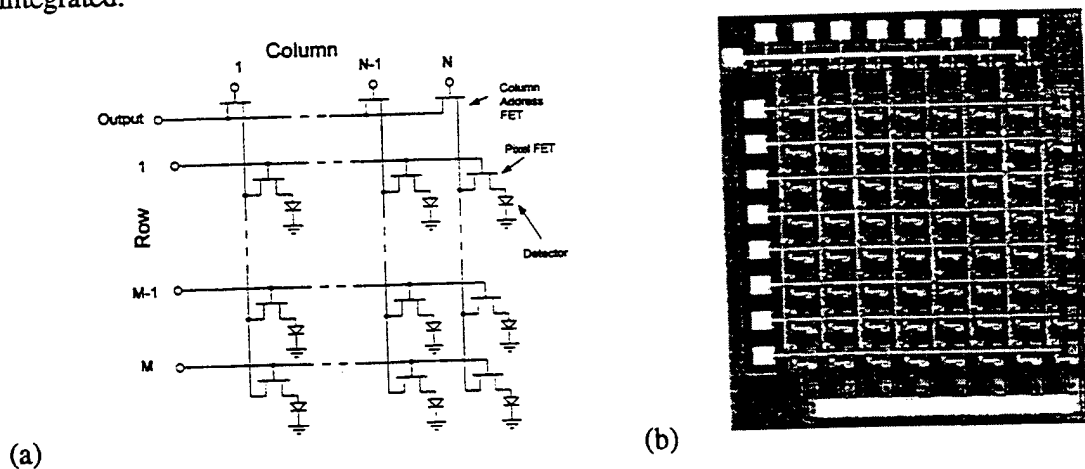 integrated.
Column
1 N-1 N
Column
Address
FET
Output
Pixel FET
1
Row
Detector
M-1
M
(a)
(b)